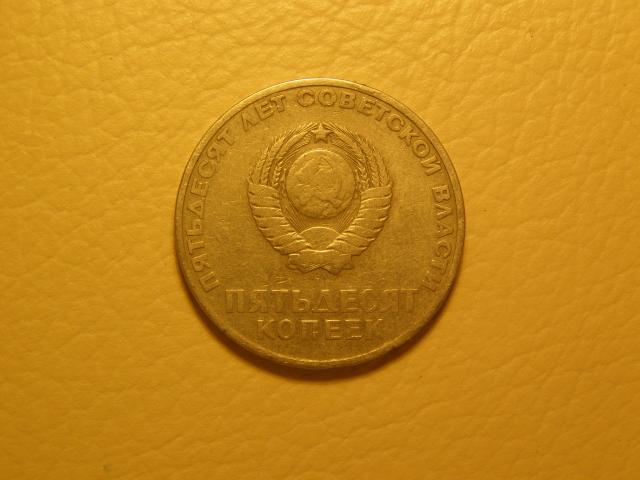 ПЯТЬДЕСЯТ ЛЕТ СОВЕТСКОЙ ВЛАСТИ
ПЯТЬДЕСЯТ
КОПЕЕК